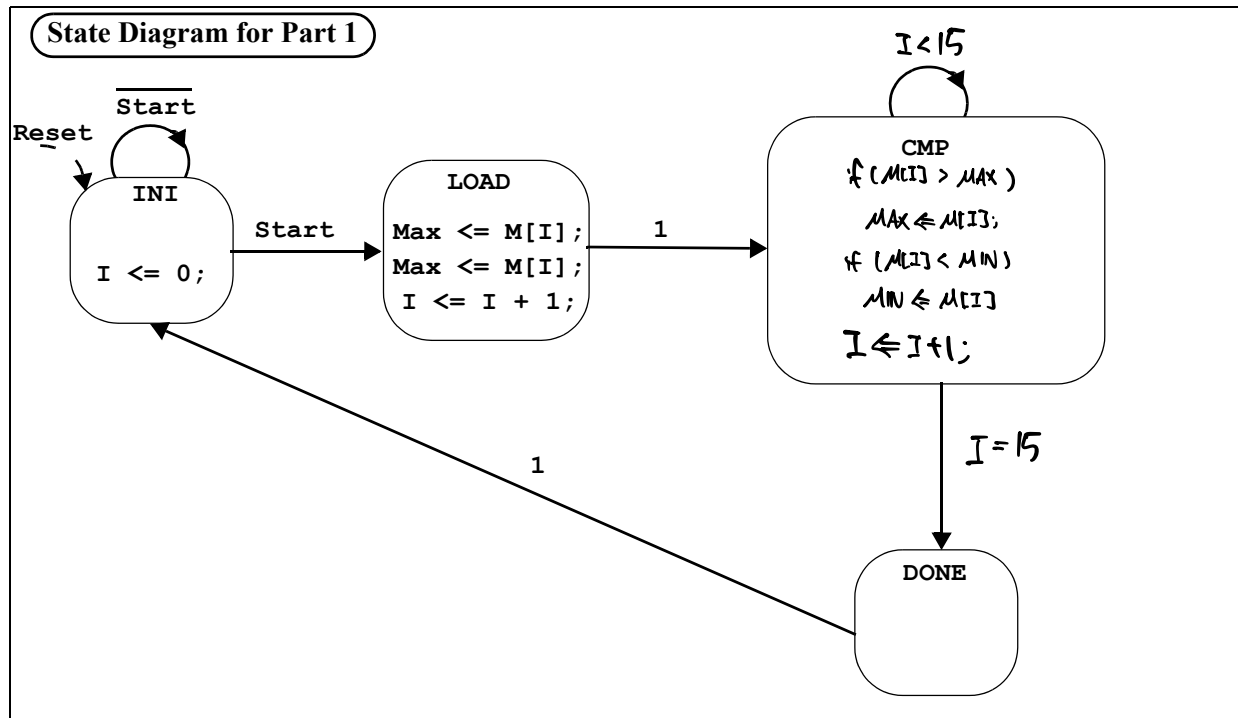 State Diagram for Part 1
Start
Reset
INI
I <= 0;
Start
LOAD
Max <= M[I];
Max <= M[I];
I <= I + 1;
1
I<15
CMP
if (M[I] > MAX)
MAX <= M[I];
if (M[I] < MIN)
MIN <= M[I]
I <= I+1;
I=15
1
DONE